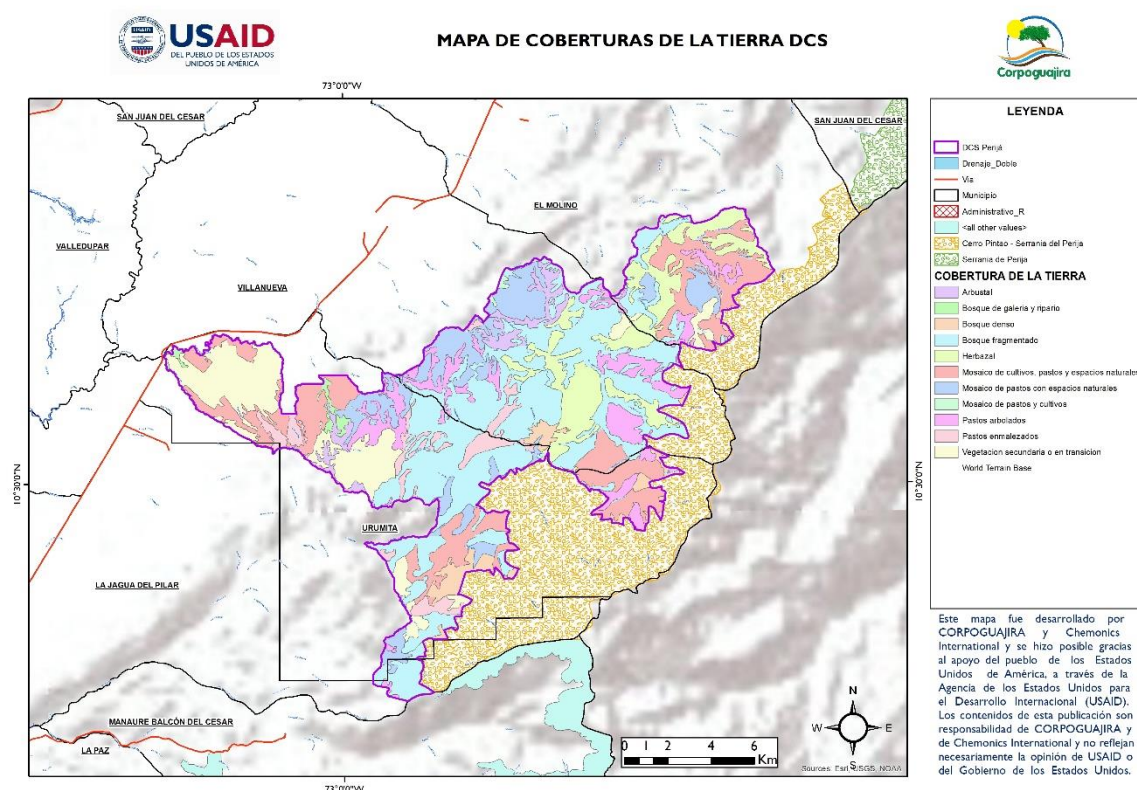 USAID
DEL PUEBLO DE LOS ESTADOS
UNIDOS DE AMÉRICA
MAPA DE COBERTURAS DE LA TIERRA DCS
Corpoguajira
73°0'0"W
SAN JUAN DEL CESAR
SAN JUAN DEL CESAR
EL MOLINO
VALLEDUPAR
VILLANUEVA
10°30'0"N
10°30'0"N
URUMITA
LA JAGUA DEL PILAR
MANAURE BALCÓN DEL CESAR
LA PAZ
N
W E
S
0 1 2 4 6
Km
Sources: Esri, USGS, NOAA
73°0'0"W
LEYENDA
DCS Perijá
Drenaje_Doble
Via
Municipio
Administrativo_R
<all other values>
Cerro Pintao - Serrania del Perija
Serrania de Perija
COBERTURA DE LA TIERRA
Arbustal
Bosque de galeria y ripario
Bosque denso
Bosque fragmentado
Herbazal
Mosaico de cultivos, pastos y espacios naturales
Mosaico de pastos con espacios naturales
Mosaico de pastos y cultivos
Pastos arbolados
Pastos enmalezados
Vegetacion secundaria o en transicion
World Terrain Base
Este mapa fue desarrollado por
CORPOGUAJIRA y Chemonics
International y se hizo posible gracias
al apoyo del pueblo de los Estados
Unidos de América, a través de la
Agencia de los Estados Unidos para
el Desarrollo Internacional (USAID).
Los contenidos de esta publicación son
responsabilidad de CORPOGUAJIRA y
de Chemonics International y no reflejan
necesariamente la opinión de USAID o
del Gobierno de los Estados Unidos.